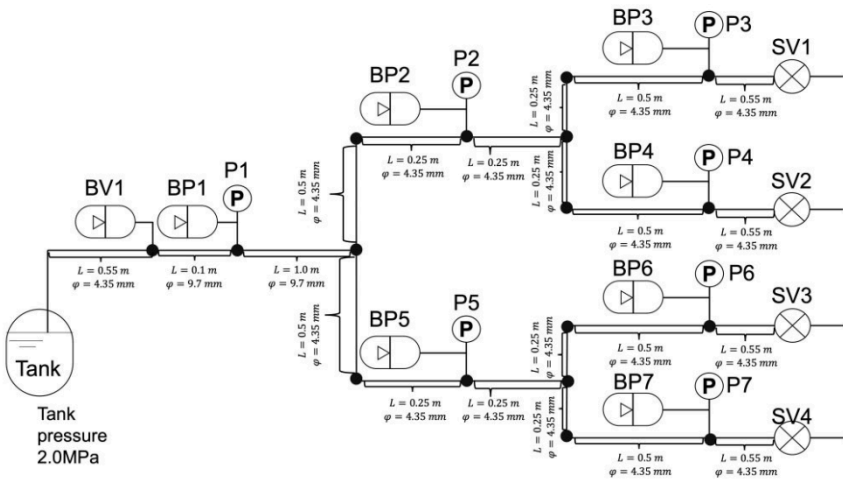 BP3
P
P3
SV1
L = 0.25 m
φ = 4.35 mm
L = 0.5 m
φ = 4.35 mm
L = 0.55 m
φ = 4.35 mm
BP2
P2
P
L = 0.25 m
φ = 4.35 mm
L = 0.25 m
φ = 4.35 mm
L = 0.25 m
φ = 4.35 mm
BP4
P
P4
SV2
L = 0.5 m
φ = 4.35 mm
L = 0.55 m
φ = 4.35 mm
L = 0.5 m
φ = 4.35 mm
BV1
BP1
P1
P
L = 0.55 m
φ = 4.35 mm
L = 0.1 m
φ = 9.7 mm
L = 1.0 m
φ = 9.7 mm
L = 0.5 m
φ = 4.35 mm
BP6
P
P6
SV3
L = 0.25 m
φ = 4.35 mm
L = 0.5 m
φ = 4.35 mm
L = 0.55 m
φ = 4.35 mm
BP5
P5
P
L = 0.25 m
φ = 4.35 mm
L = 0.25 m
φ = 4.35 mm
L = 0.25 m
φ = 4.35 mm
BP7
P
P7
SV4
L = 0.5 m
φ = 4.35 mm
L = 0.55 m
φ = 4.35 mm
Tank
Tank
pressure
2.0MPa